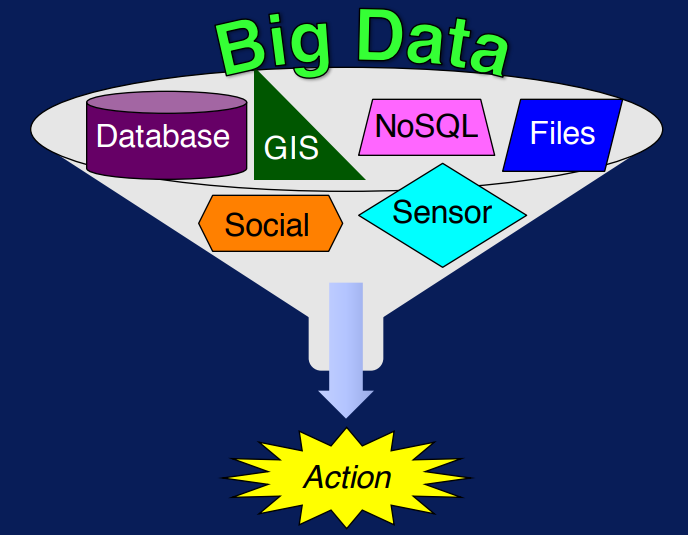 Big Data
Database
GIS
NoSQL
Files
Social
Sensor
Action